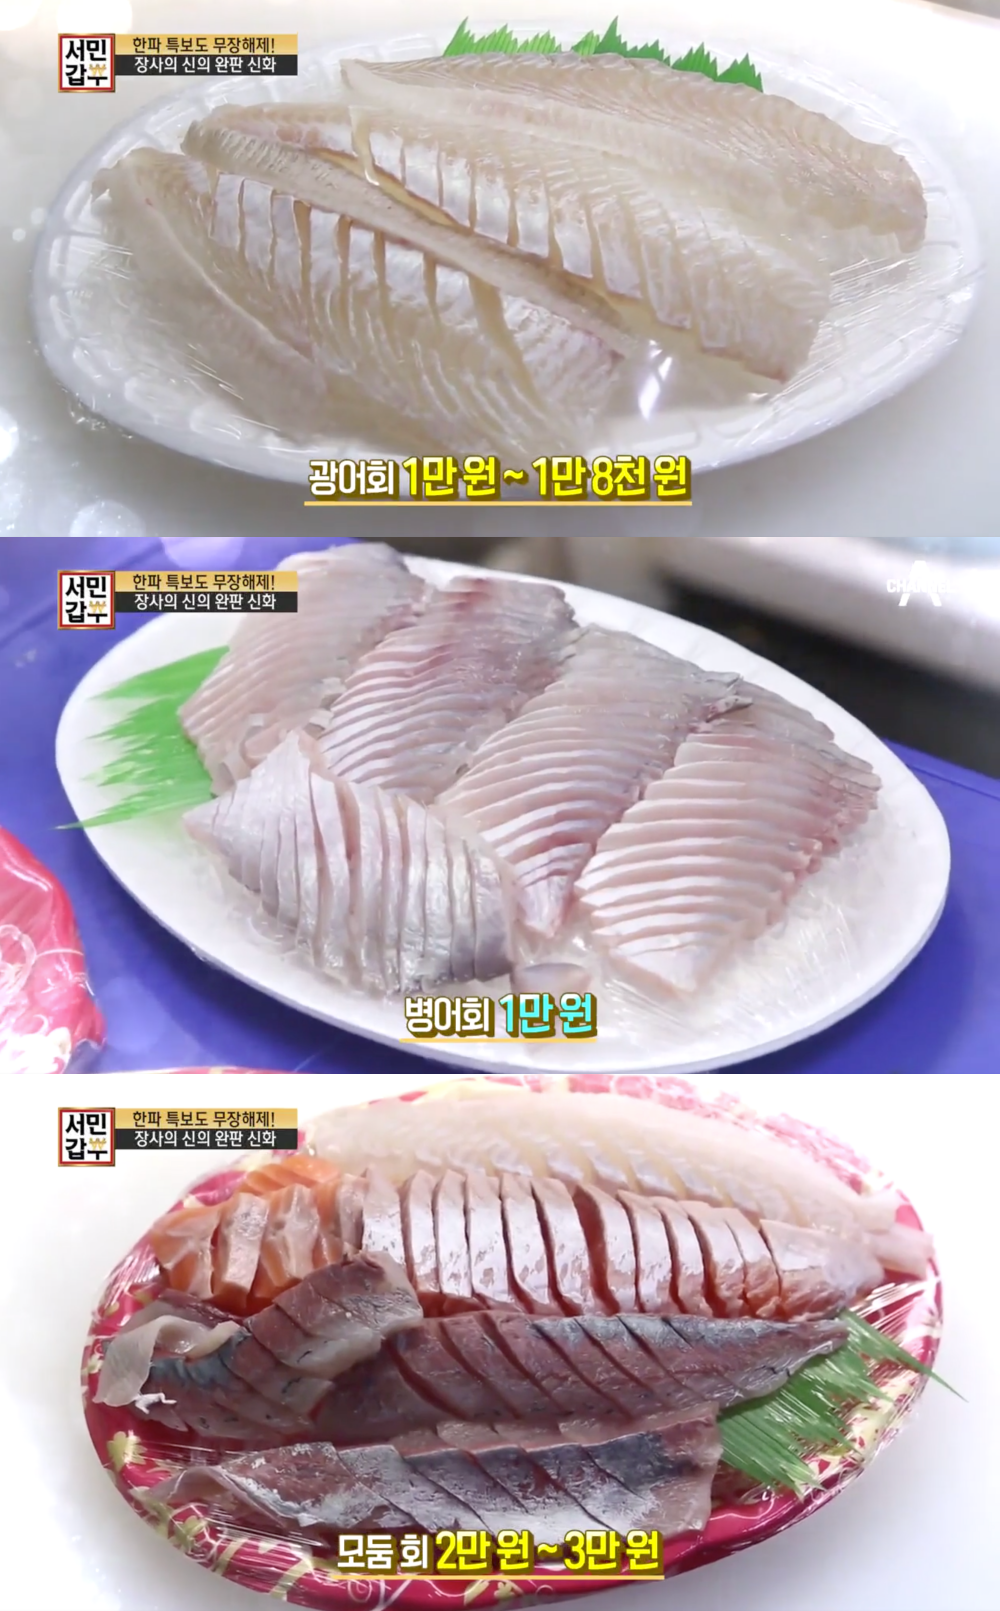 서민갑부
한파 특보도 무장해제!
장사의 신의 완판 신화
광어회 1만 원 ~ 1만 8천 원
서민갑부
한파 특보도 무장해제!
장사의 신의 완판 신화
CHANNEL A
병어회 1만 원
서민갑부
한파 특보도 무장해제!
장사의 신의 완판 신화
모둠 회 2만 원 ~ 3만 원